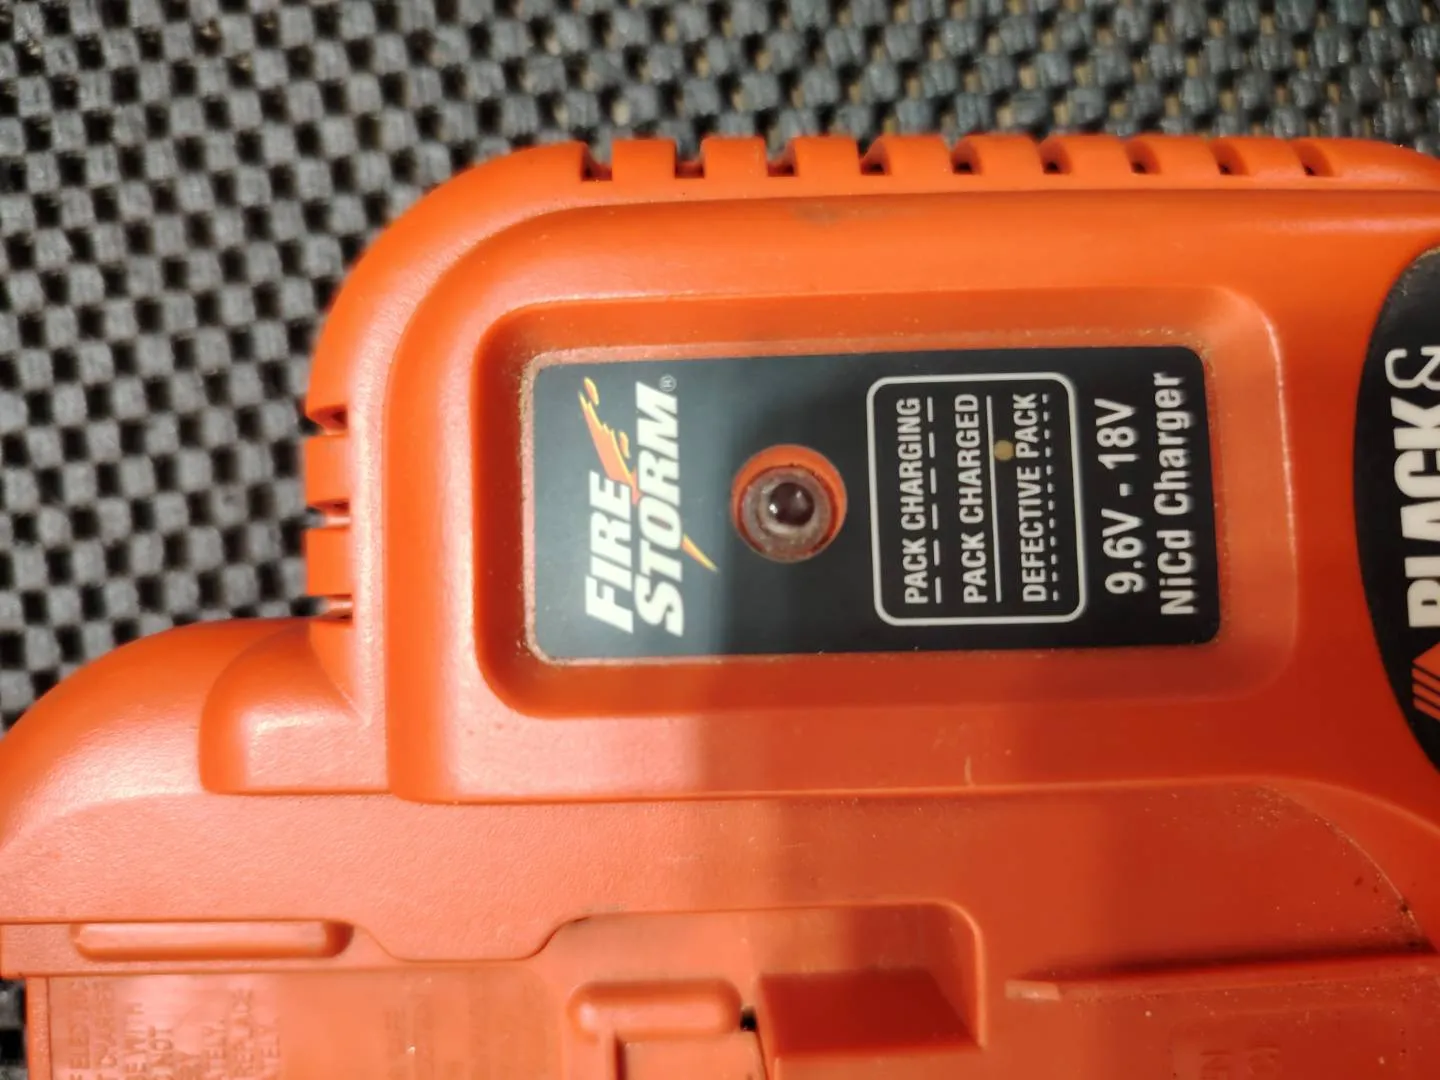 FIRE
STORM®
PACK CHARGING
PACK CHARGED
DEFECTIVE PACK
9.6V - 18V
NiCd Charger
BLACK &